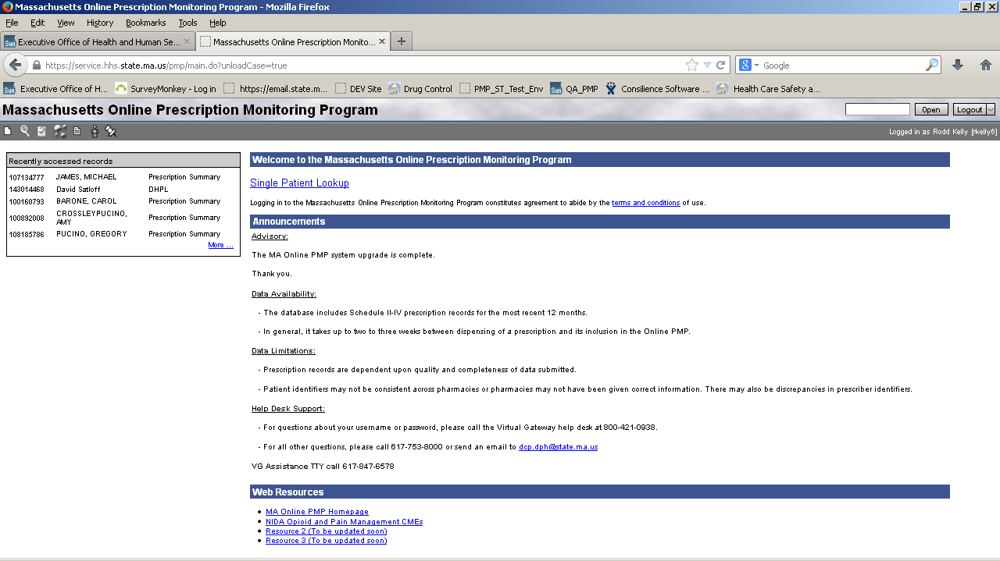 Massachusetts Online Prescription Monitoring Program - Mozilla Firefox
File Edit View History Bookmarks Tools Help
Executive Office of Health and Human Se... Massachusetts Online Prescription Monito...
https://service.hhs.state.ma.us/pmp/main.do?unloadCase=true Google
Executive Office of H... SurveyMonkey - Log in https://email.state.m... DEV Site Drug Control PMP_ST_Test_Env QA_PMP Consilience Software ... Health Care Safety a...
Massachusetts Online Prescription Monitoring Program Open Logout
Logged in as Rodd Kelly [rkelly6]
Recently accessed records
107134777 JAMES, MICHAEL Prescription Summary
143014468 David Satloff DHPL
100160793 BARONE, CAROL Prescription Summary
100892008 CROSSLEYPUCINO, AMY Prescription Summary
108185786 PUCINO, GREGORY Prescription Summary
More ...
Welcome to the Massachusetts Online Prescription Monitoring Program
Single Patient Lookup
Logging in to the Massachusetts Online Prescription Monitoring Program constitutes agreement to abide by the terms and conditions of use.
Announcements
Advisory:
The MA Online PMP system upgrade is complete.
Thank you.
Data Availability:
- The database includes Schedule II-IV prescription records for the most recent 12 months.
- In general, it takes up to two to three weeks between dispensing of a prescription and its inclusion in the Online PMP.
Data Limitations:
- Prescription records are dependent upon quality and completeness of data submitted.
- Patient identifiers may not be consistent across pharmacies or pharmacies may not have been given correct information. There may also be discrepancies in prescriber identifiers.
Help Desk Support:
- For questions about your username or password, please call the Virtual Gateway help desk at 800-421-0938.
- For all other questions, please call 617-753-8000 or send an email to dcp.dph@state.ma.us
VG Assistance TTY call 617-847-6578
Web Resources
• MA Online PMP Homepage
• NIDA Opioid and Pain Management CMEs
• Resource 2 (To be updated soon)
• Resource 3 (To be updated soon)